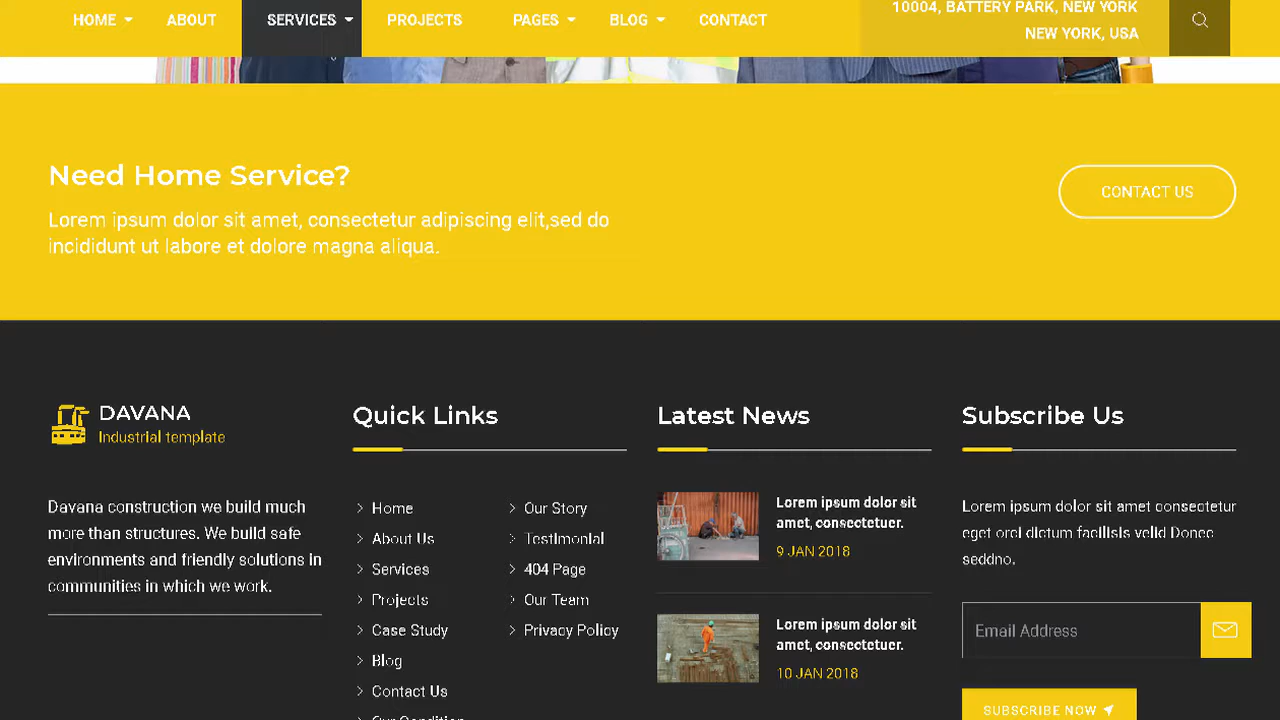 HOME
ABOUT
SERVICES
PROJECTS
PAGES
BLOG
CONTACT
10004, BATTERY PARK, NEW YORK
NEW YORK, USA
Need Home Service?
Lorem ipsum dolor sit amet, consectetur adipiscing elit,sed do
incididunt ut labore et dolore magna aliqua.
CONTACT US
DAVANA
Industrial template
Davana construction we build much
more than structures. We build safe
environments and friendly solutions in
communities in which we work.
Quick Links
Home
About Us
Services
Projects
Case Study
Blog
Contact Us
Our Condition
Our Story
Testimonial
404 Page
Our Team
Privacy Policy
Latest News
Lorem ipsum dolor sit
amet, consectetuer.
9 JAN 2018
Lorem ipsum dolor sit
amet, consectetuer.
10 JAN 2018
Subscribe Us
Lorem ipsum dolor sit amet consectetur
eget orci dictum facilisis velid Donec
seddno.
Email Address
SUBSCRIBE NOW